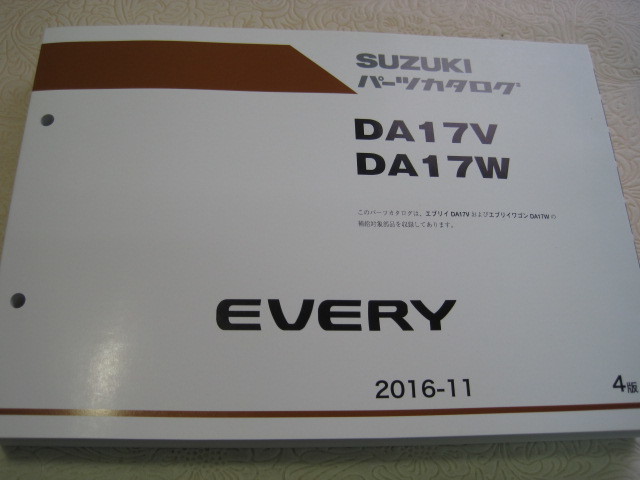 SUZUKI
パーツカタログ
DA17V
DA17W
このパーツカタログは、エブリイ DA17V およびエブリイワゴン DA17W の
補給対象部品を収録してあります。
EVERY
2016-11
4版